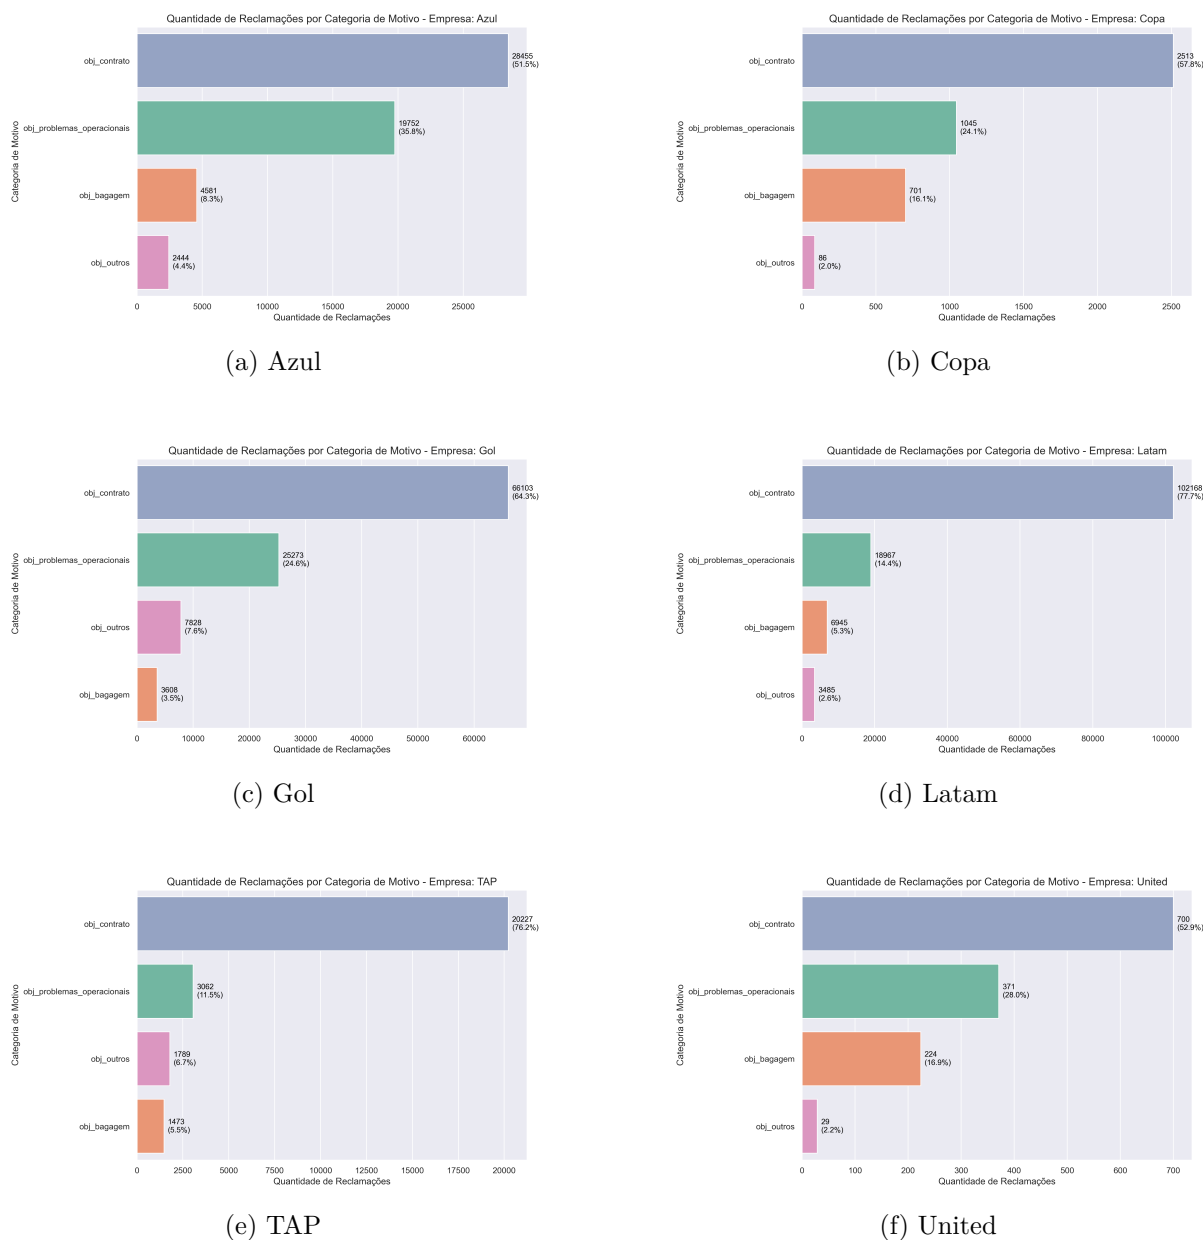 Quantidade de Reclamações por Categoria de Motivo - Empresa: Azul
Categoria de Motivo
obj_contrato
28455
(51.5%)
obj_problemas_operacionais
19752
(35.8%)
obj_bagagem
4581
(8.3%)
obj_outros
2444
(4.4%)
0 5000 10000 15000 20000 25000
Quantidade de Reclamações
(a) Azul
Quantidade de Reclamações por Categoria de Motivo - Empresa: Copa
Categoria de Motivo
obj_contrato
2513
(57.8%)
obj_problemas_operacionais
1045
(24.1%)
obj_bagagem
701
(16.1%)
obj_outros
86
(2.0%)
0 500 1000 1500 2000 2500
Quantidade de Reclamações
(b) Copa
Quantidade de Reclamações por Categoria de Motivo - Empresa: Gol
Categoria de Motivo
obj_contrato
66103
(64.3%)
obj_problemas_operacionais
25273
(24.6%)
obj_outros
7828
(7.6%)
obj_bagagem
3608
(3.5%)
0 10000 20000 30000 40000 50000 60000
Quantidade de Reclamações
(c) Gol
Quantidade de Reclamações por Categoria de Motivo - Empresa: Latam
Categoria de Motivo
obj_contrato
102168
(77.7%)
obj_problemas_operacionais
18967
(14.4%)
obj_bagagem
6945
(5.3%)
obj_outros
3485
(2.6%)
0 20000 40000 60000 80000 100000
Quantidade de Reclamações
(d) Latam
Quantidade de Reclamações por Categoria de Motivo - Empresa: TAP
Categoria de Motivo
obj_contrato
20227
(76.2%)
obj_problemas_operacionais
3062
(11.5%)
obj_outros
1789
(6.7%)
obj_bagagem
1473
(5.5%)
0 2500 5000 7500 10000 12500 15000 17500 20000
Quantidade de Reclamações
(e) TAP
Quantidade de Reclamações por Categoria de Motivo - Empresa: United
Categoria de Motivo
obj_contrato
700
(52.9%)
obj_problemas_operacionais
371
(28.0%)
obj_bagagem
224
(16.9%)
obj_outros
29
(2.2%)
0 100 200 300 400 500 600 700
Quantidade de Reclamações
(f) United